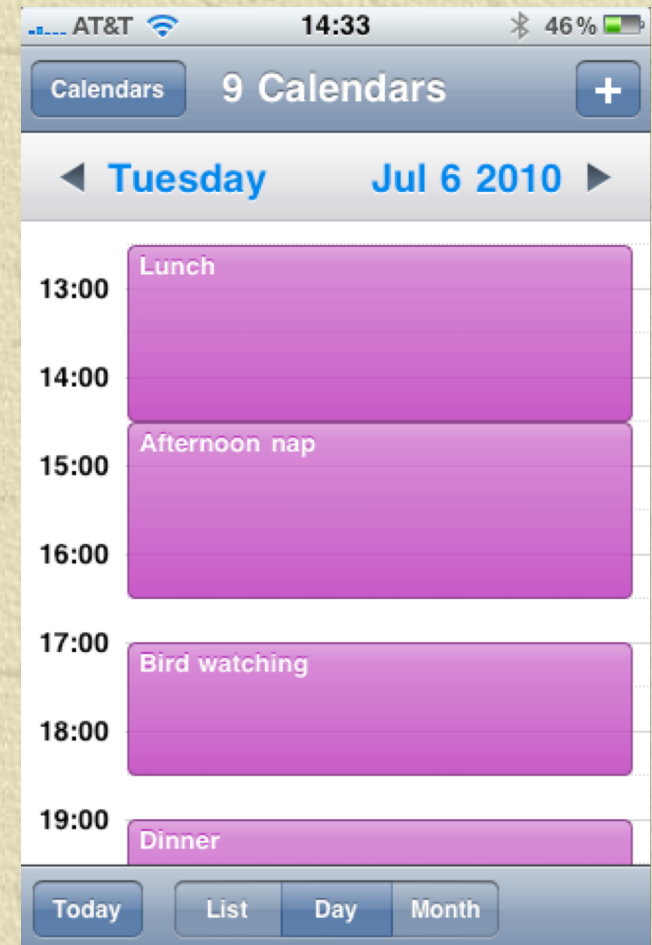 AT&T 14:33 46%
Calendars 9 Calendars +
Tuesday Jul 6 2010
Lunch
13:00
14:00
Afternoon nap
15:00
16:00
17:00
Bird watching
18:00
19:00
Dinner
Today List Day Month